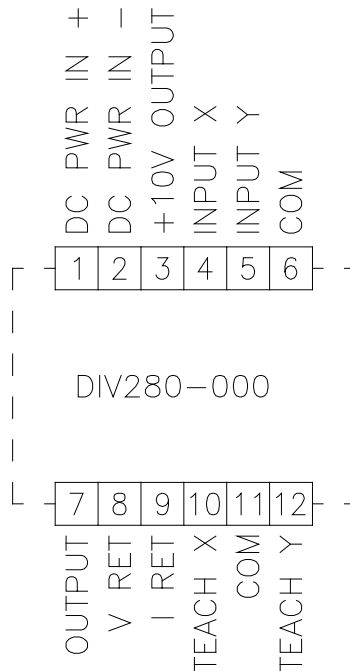 DC PWR IN +
DC PWR IN -
+10V OUTPUT
INPUT X
INPUT Y
COM
1 2 3 4 5 6
DIV280-000
7 8 9 10 11 12
OUTPUT
V RET
I RET
TEACH X
COM
TEACH Y